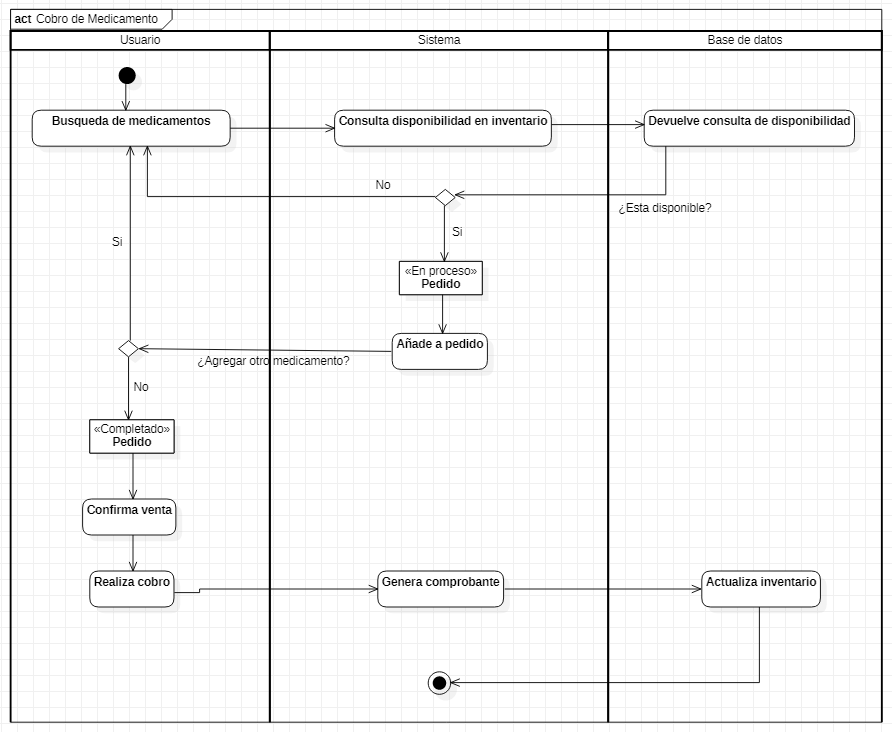 act Cobro de Medicamento
Usuario
Sistema
Base de datos
Busqueda de medicamentos
Consulta disponibilidad en inventario
Devuelve consulta de disponibilidad
No
¿Esta disponible?
Si
Si
«En proceso»
Pedido
Añade a pedido
¿Agregar otro medicamento?
No
«Completado»
Pedido
Confirma venta
Realiza cobro
Genera comprobante
Actualiza inventario